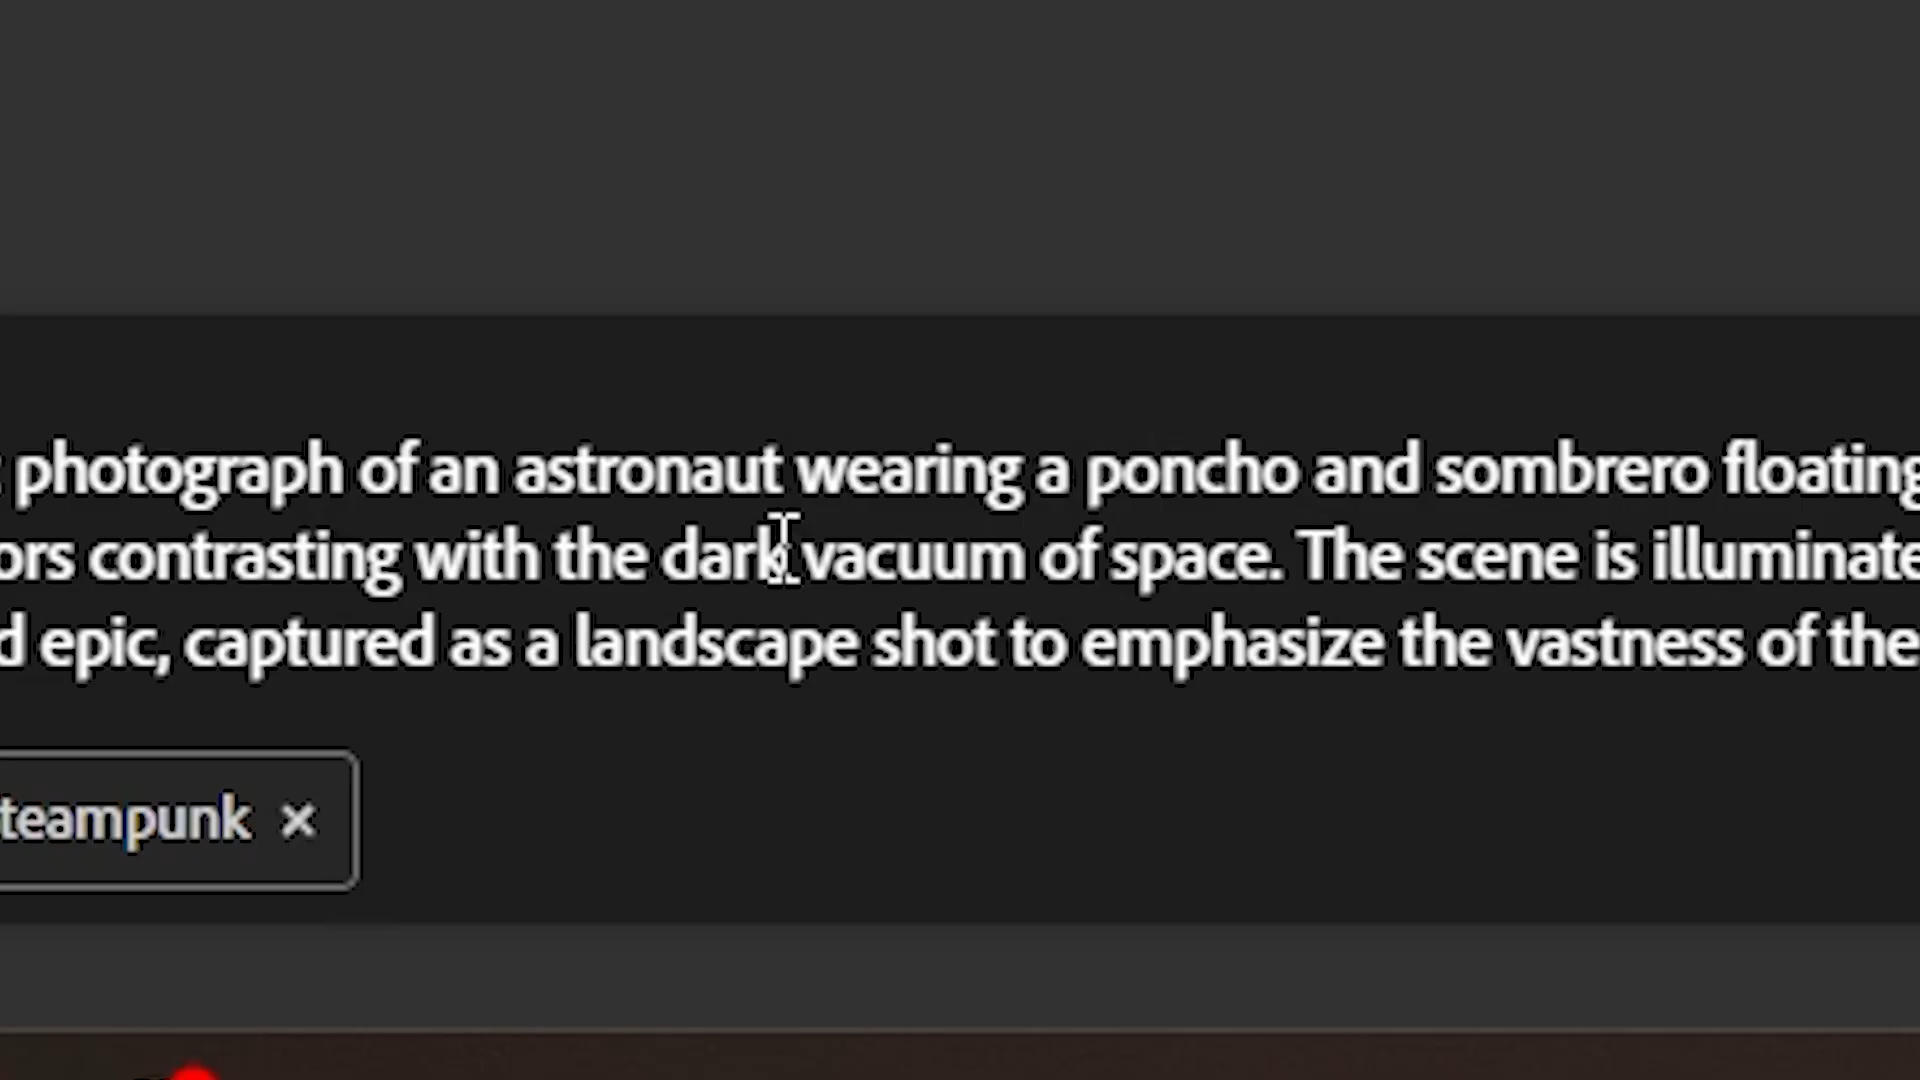 photograph of an astronaut wearing a poncho and sombrero floating
ors contrasting with the dark vacuum of space. The scene is illuminate
d epic, captured as a landscape shot to emphasize the vastness of the
teampunk ×